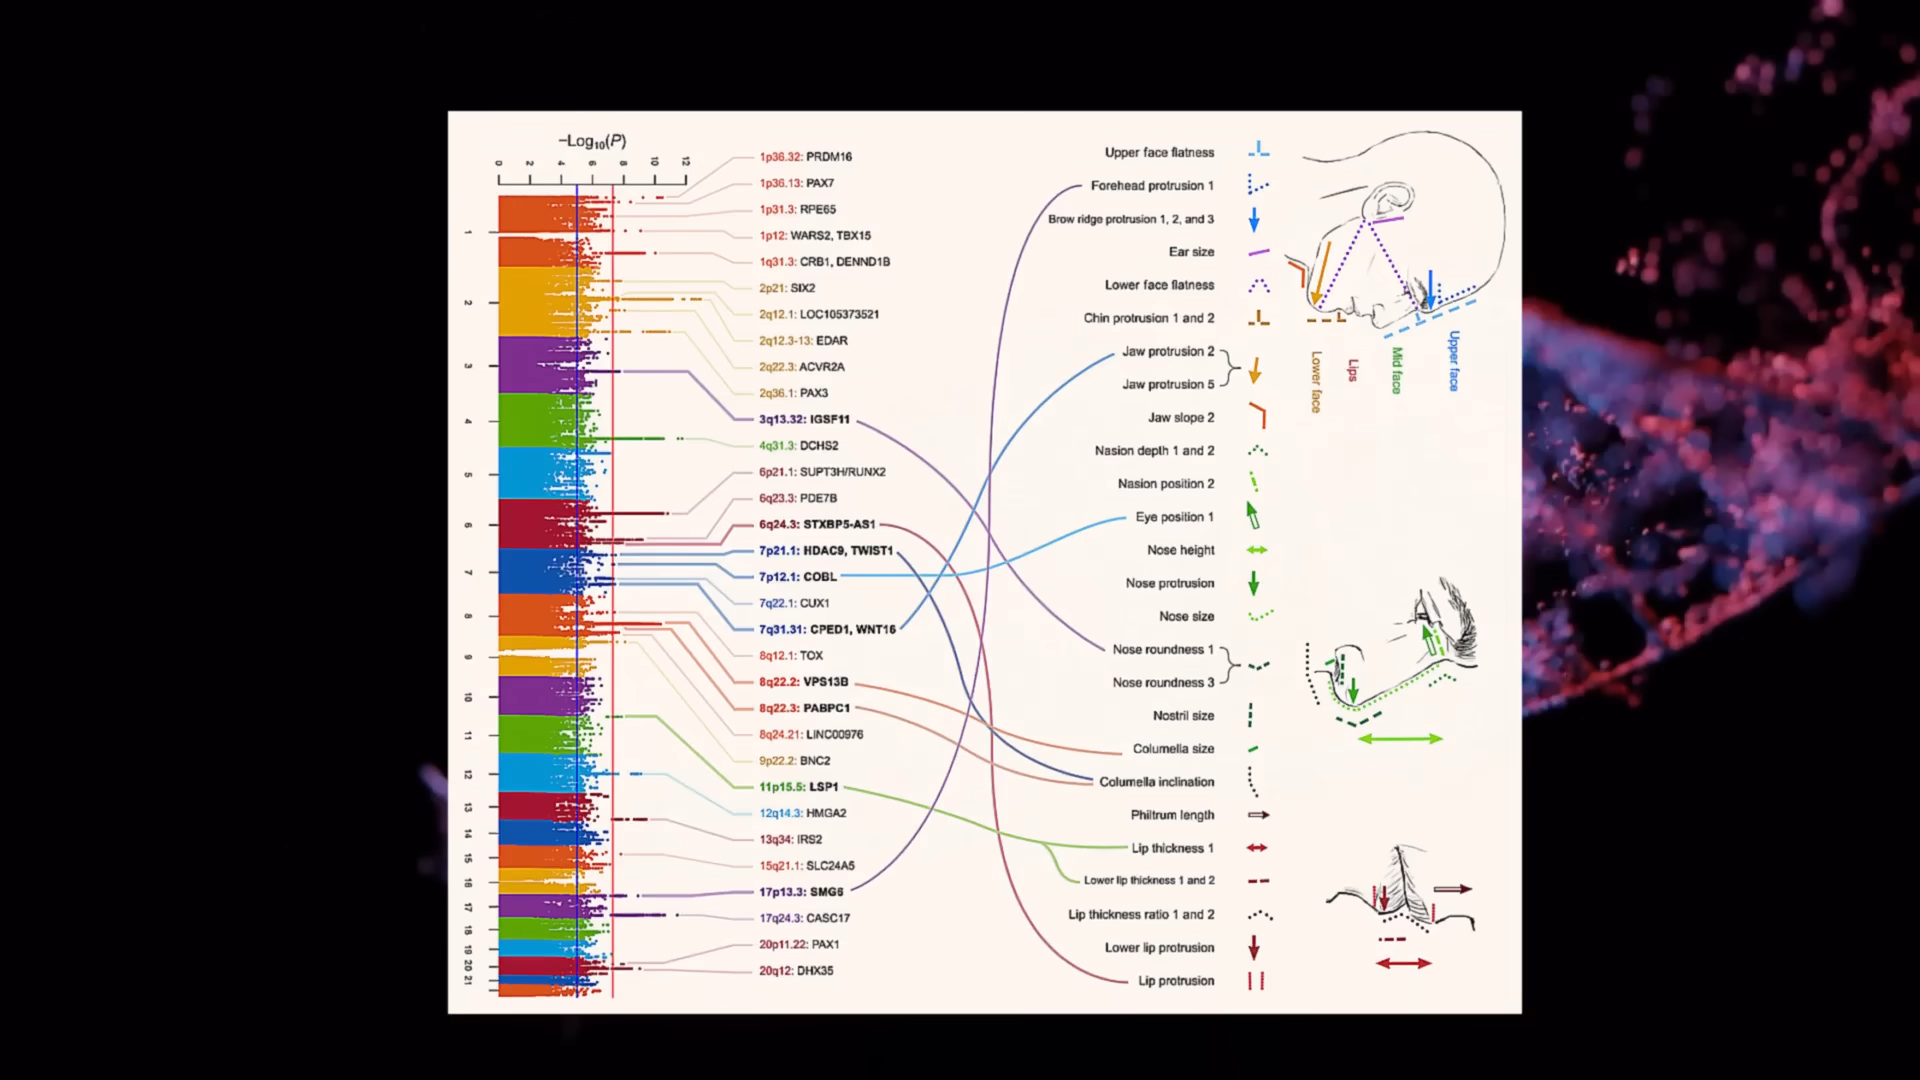 −Log10(P)
0 2 4 6 8 10 12
1
2
3
4
5
6
7
8
9
10
11
12
13
14
15
16
17
18
19
20
21
1p36.32: PRDM16
1p36.13: PAX7
1p31.3: RPE65
1p12: WARS2, TBX15
1q31.3: CRB1, DENND1B
2p21: SIX2
2q12.1: LOC105373521
2q12.3-13: EDAR
2q22.3: ACVR2A
2q36.1: PAX3
3q13.32: IGSF11
4q31.3: DCHS2
6p21.1: SUPT3H/RUNX2
6q23.3: PDE7B
6q24.3: STXBP5-AS1
7p21.1: HDAC9, TWIST1
7p12.1: COBL
7q22.1: CUX1
7q31.31: CPED1, WNT16
8q12.1: TOX
8q22.2: VPS13B
8q22.3: PABPC1
8q24.21: LINC00976
9p22.2: BNC2
11p15.5: LSP1
12q14.3: HMGA2
13q34: IRS2
15q21.1: SLC24A5
17p13.3: SMG6
17q24.3: CASC17
20p11.22: PAX1
20q12: DHX35
Upper face flatness
Forehead protrusion 1
Brow ridge protrusion 1, 2, and 3
Ear size
Lower face flatness
Chin protrusion 1 and 2
Jaw protrusion 2
Jaw protrusion 5
Jaw slope 2
Nasion depth 1 and 2
Nasion position 2
Eye position 1
Nose height
Nose protrusion
Nose size
Nose roundness 1
Nose roundness 3
Nostril size
Columella size
Columella inclination
Philtrum length
Lip thickness 1
Lower lip thickness 1 and 2
Lip thickness ratio 1 and 2
Lower lip protrusion
Lip protrusion
Lower face
Lips
Mid face
Upper face